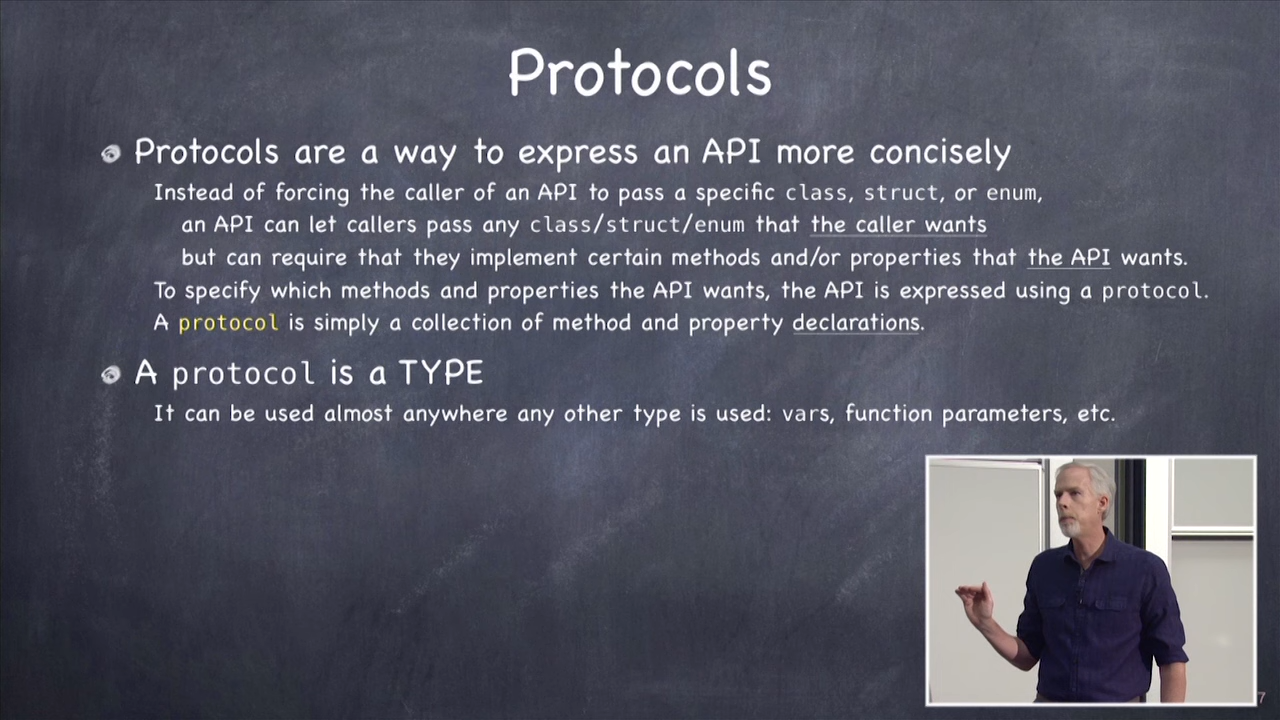 Protocols
Protocols are a way to express an API more concisely
Instead of forcing the caller of an API to pass a specific class, struct, or enum,
an API can let callers pass any class/struct/enum that the caller wants
but can require that they implement certain methods and/or properties that the API wants.
To specify which methods and properties the API wants, the API is expressed using a protocol.
A protocol is simply a collection of method and property declarations.
A protocol is a TYPE
It can be used almost anywhere any other type is used: vars, function parameters, etc.